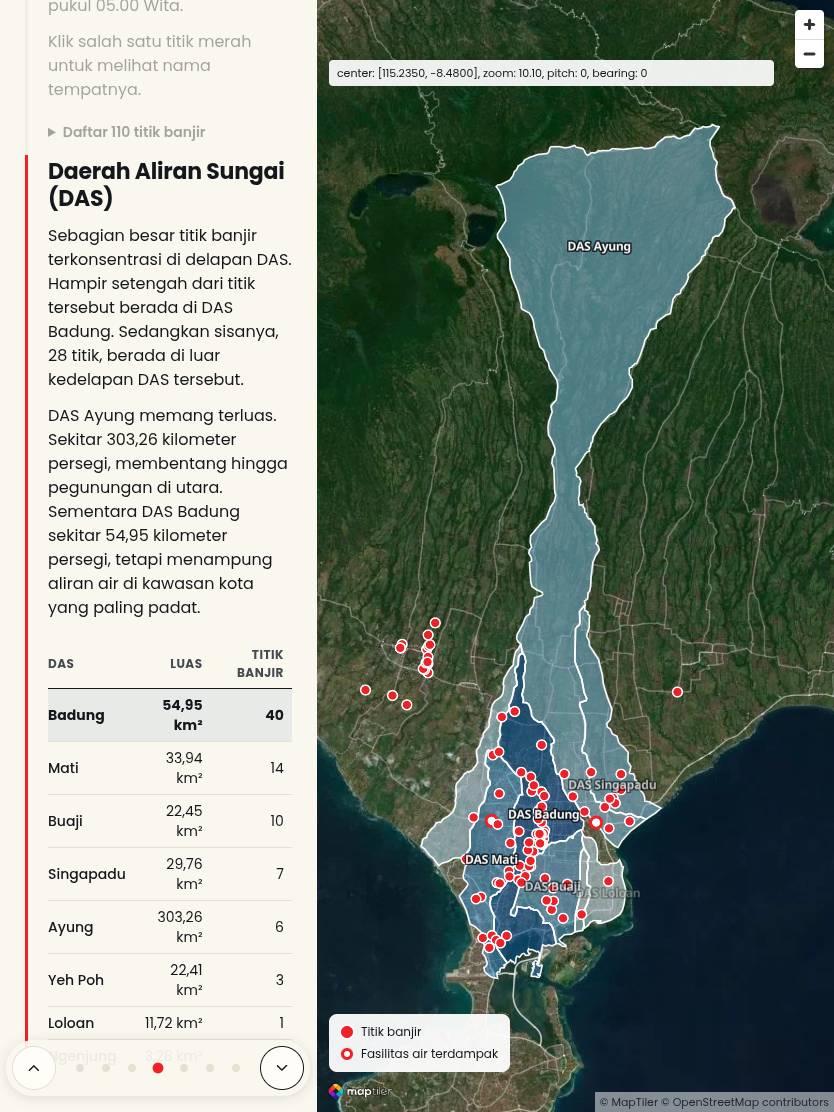 pukul 05.00 Wita.
Klik salah satu titik merah
untuk melihat nama
tempatnya.
Daftar 110 titik banjir
Daerah Aliran Sungai
(DAS)
Sebagian besar titik banjir
terkonsentrasi di delapan DAS.
Hampir setengah dari titik
tersebut berada di DAS
Badung. Sedangkan sisanya,
28 titik, berada di luar
kedelapan DAS tersebut.
DAS Ayung memang terluas.
Sekitar 303,26 kilometer
persegi, membentang hingga
pegunungan di utara.
Sementara DAS Badung
sekitar 54,95 kilometer
persegi, tetapi menampung
aliran air di kawasan kota
yang paling padat.
DAS LUAS TITIK BANJIR
Badung 54,95 km² 40
Mati 33,94 km² 14
Buaji 22,45 km² 10
Singapadu 29,76 km² 7
Ayung 303,26 km² 6
Yeh Poh 22,41 km² 3
Loloan 11,72 km² 1
Ngenjung 3,28 km²
center: [115.2350, -8.4800], zoom: 10.10, pitch: 0, bearing: 0
DAS Ayung
DAS Singapadu
DAS Badung
DAS Mati
DAS Buaji
DAS Loloan
Titik banjir
Fasilitas air terdampak
maptiler
© MapTiler © OpenStreetMap contributors